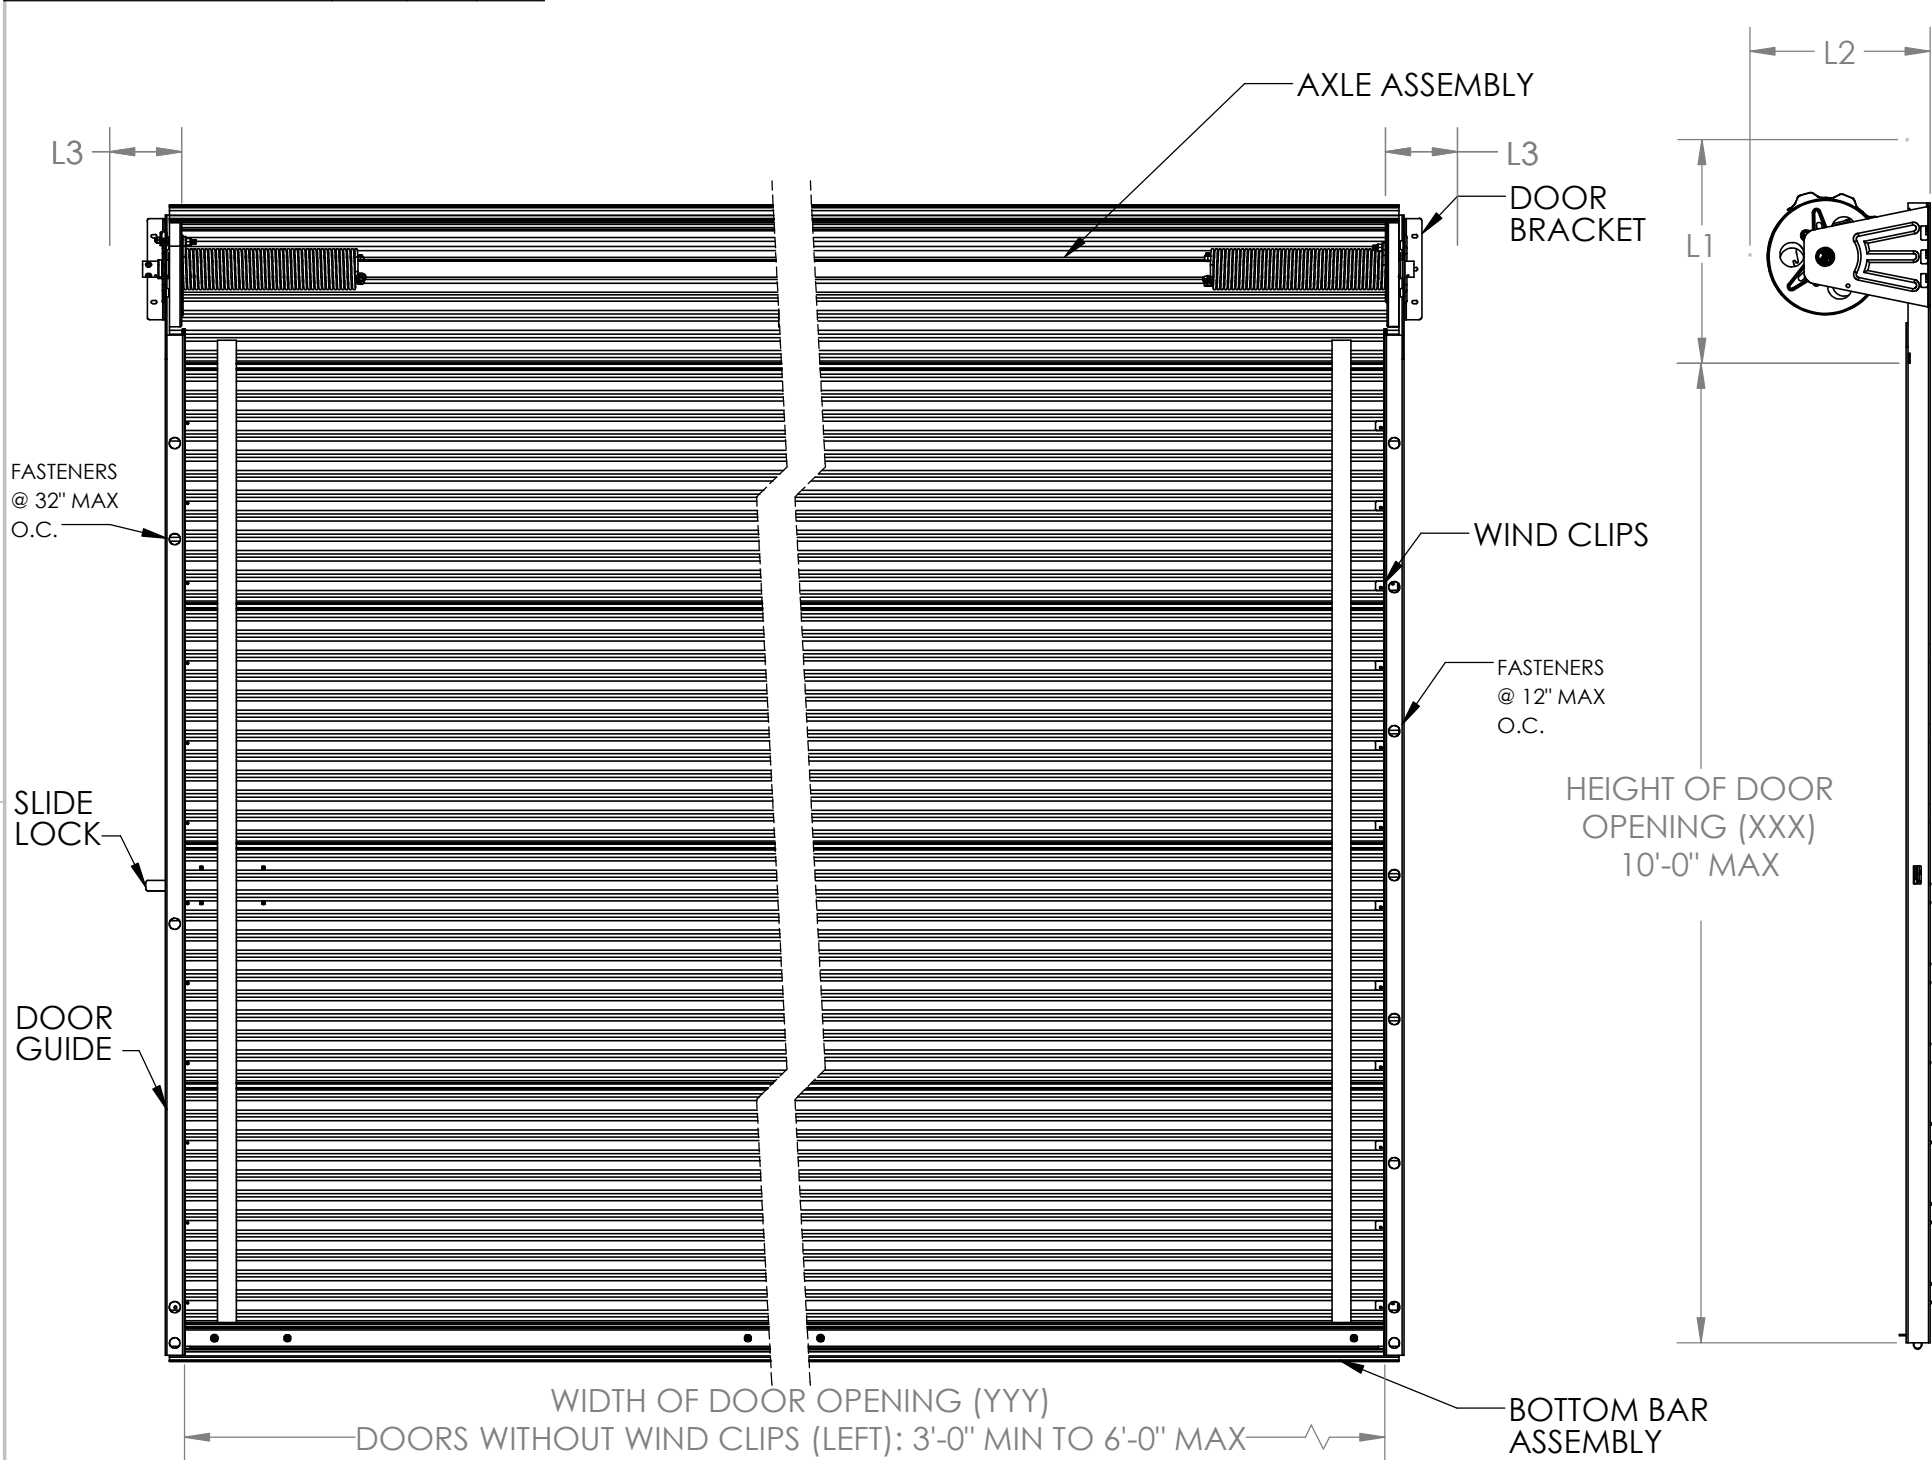 L2
AXLE ASSEMBLY
L3
L3
DOOR
BRACKET
L1
FASTENERS
@ 32" MAX
O.C.
WIND CLIPS
FASTENERS
@ 12" MAX
O.C.
SLIDE
LOCK
HEIGHT OF DOOR
OPENING (XXX)
10'-0" MAX
DOOR
GUIDE
WIDTH OF DOOR OPENING (YYY)
DOORS WITHOUT WIND CLIPS (LEFT): 3'-0" MIN TO 6'-0" MAX
BOTTOM BAR
ASSEMBLY